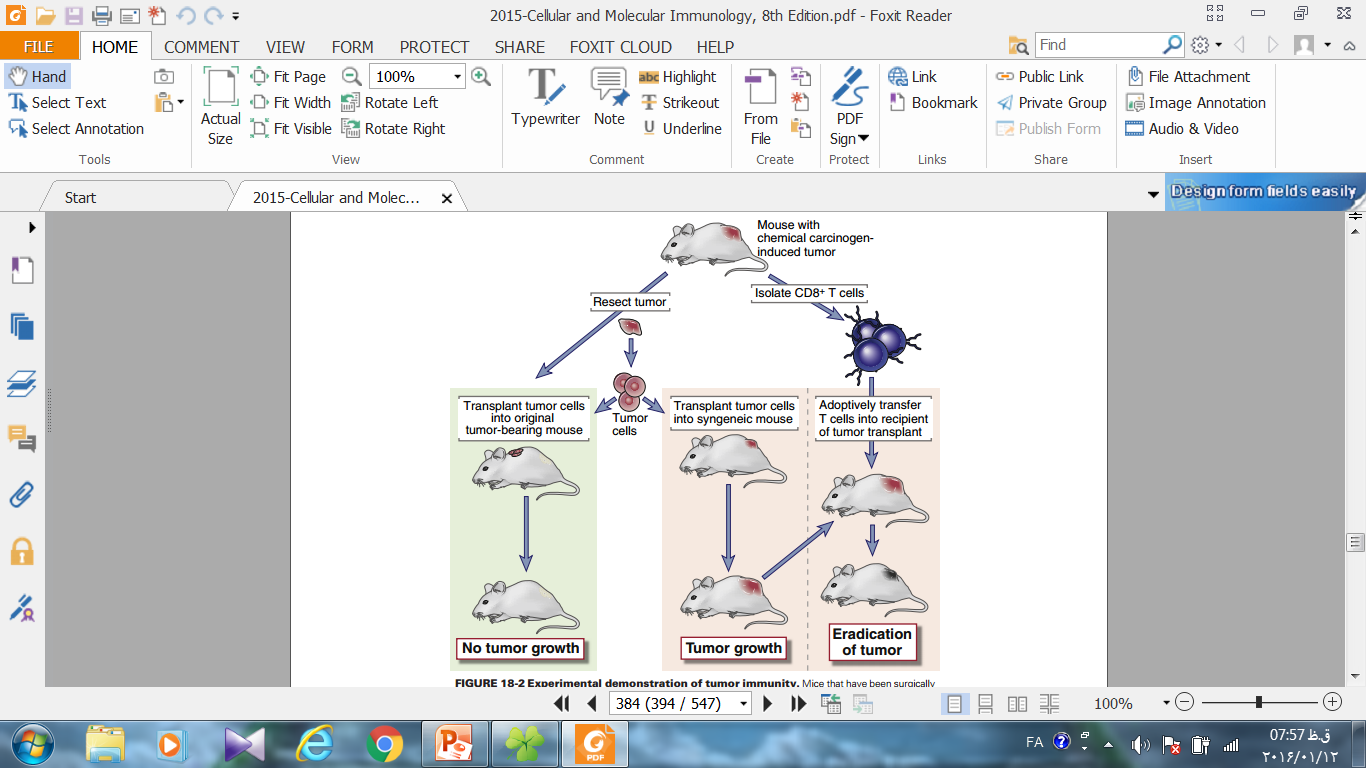 2015-Cellular and Molecular Immunology, 8th Edition.pdf - Foxit Reader
FILE HOME COMMENT VIEW FORM PROTECT SHARE FOXIT CLOUD HELP Find
Hand
Select Text
Select Annotation
Tools
Actual
Size
Fit Page
Fit Width
Fit Visible
100%
Rotate Left
Rotate Right
View
Typewriter
Note
abc Highlight
T Strikeout
U Underline
Comment
From
File
Create
PDF
Sign
Protect
Link
Bookmark
Links
Public Link
Private Group
Publish Form
Share
File Attachment
Image Annotation
Audio & Video
Insert
Start
2015-Cellular and Molec...
Design form fields easily
Mouse with
chemical carcinogen-
induced tumor
Resect tumor
Isolate CD8+ T cells
Transplant tumor cells
into original
tumor-bearing mouse
Tumor
cells
Transplant tumor cells
into syngeneic mouse
Adoptively transfer
T cells into recipient
of tumor transplant
No tumor growth
Tumor growth
Eradication
of tumor
FIGURE 18-2 Experimental demonstration of tumor immunity. Mice that have been surgically
384 (394 / 547)
100%
PDF
FA
07:57 ق.ظ
۲۰۱۶/۰۱/۱۲